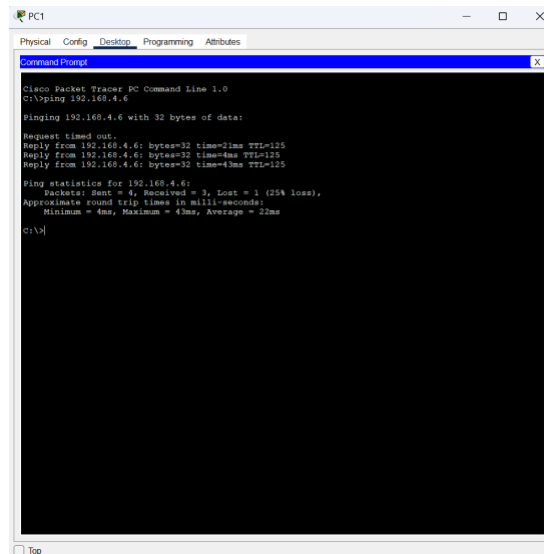 PC1
Physical Config Desktop Programming Attributes
Command Prompt X
Cisco Packet Tracer PC Command Line 1.0
C:\>ping 192.168.4.6
Pinging 192.168.4.6 with 32 bytes of data:
Request timed out.
Reply from 192.168.4.6: bytes=32 time=21ms TTL=125
Reply from 192.168.4.6: bytes=32 time=4ms TTL=125
Reply from 192.168.4.6: bytes=32 time=43ms TTL=125
Ping statistics for 192.168.4.6:
Packets: Sent = 4, Received = 3, Lost = 1 (25% loss),
Approximate round trip times in milli-seconds:
Minimum = 4ms, Maximum = 43ms, Average = 22ms
C:\>
Top